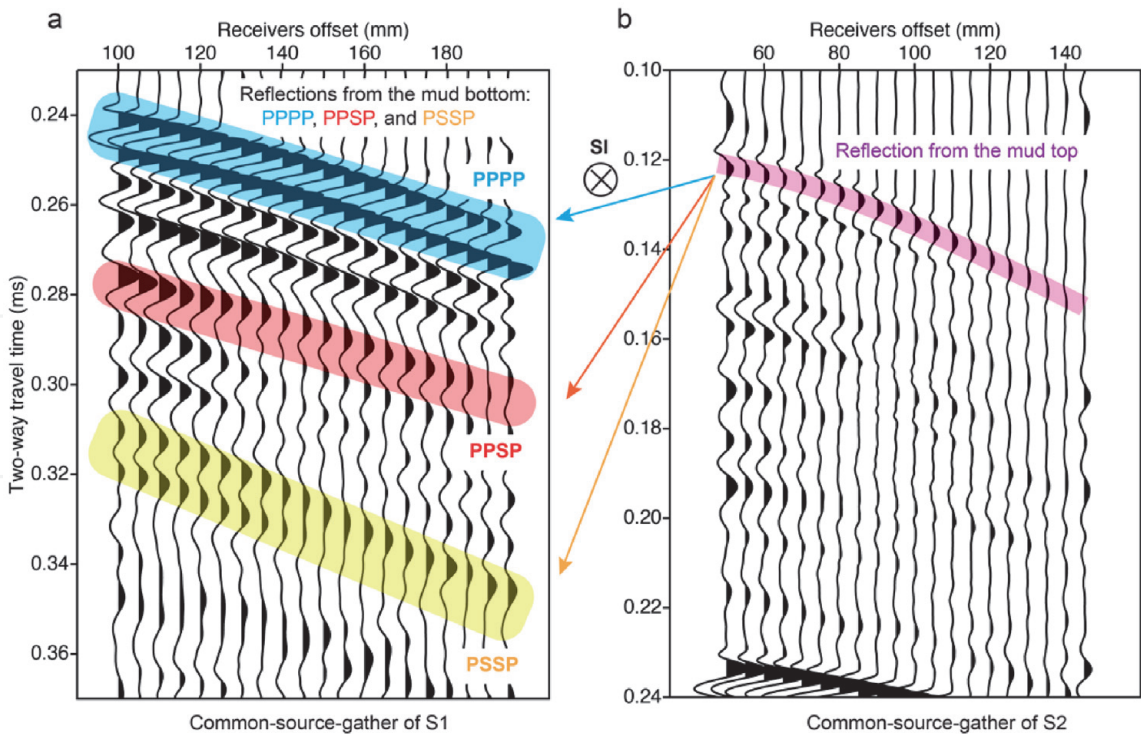 a
Receivers offset (mm)
100 120 140 160 180
Reflections from the mud bottom:
PPPP, PPSP, and PSSP
PPPP
PPSP
PSSP
Two-way travel time (ms)
0.24
0.26
0.28
0.30
0.32
0.34
0.36
Common-source-gather of S1
SI
b
Receivers offset (mm)
60 80 100 120 140
Reflection from the mud top
0.10
0.12
0.14
0.16
0.18
0.20
0.22
0.24
Common-source-gather of S2